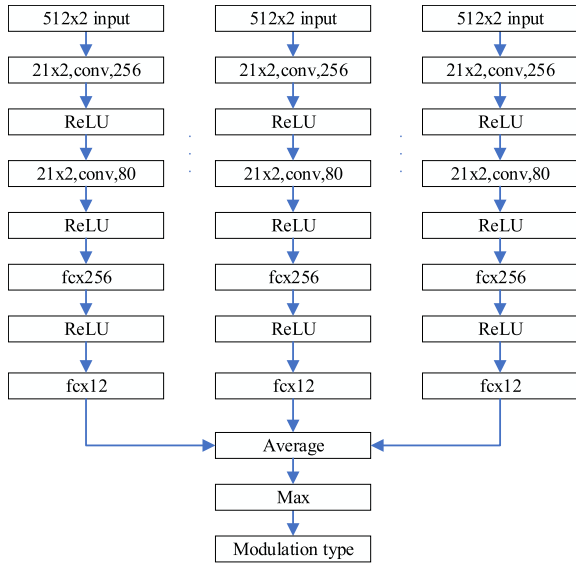 512x2 input 512x2 input 512x2 input
21x2,conv,256 21x2,conv,256 21x2,conv,256
ReLU ReLU ReLU
21x2,conv,80 21x2,conv,80 21x2,conv,80
ReLU ReLU ReLU
fcx256 fcx256 fcx256
ReLU ReLU ReLU
fcx12 fcx12 fcx12
Average
Max
Modulation type